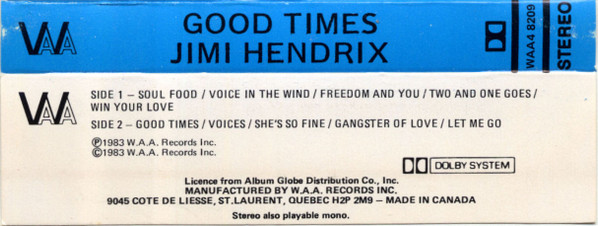 WAA
GOOD TIMES
JIMI HENDRIX
WAA4 8209
STEREO
WAA
SIDE 1 – SOUL FOOD / VOICE IN THE WIND / FREEDOM AND YOU / TWO AND ONE GOES /
WIN YOUR LOVE
SIDE 2 – GOOD TIMES / VOICES / SHE'S SO FINE / GANGSTER OF LOVE / LET ME GO
Ⓟ1983 W.A.A. Records Inc.
©1983 W.A.A. Records Inc.
DOLBY SYSTEM
Licence from Album Globe Distribution Co., Inc.
MANUFACTURED BY W.A.A. RECORDS INC.
9045 COTE DE LIESSE, ST.LAURENT, QUEBEC H2P 2M9 – MADE IN CANADA
Stereo also playable mono.